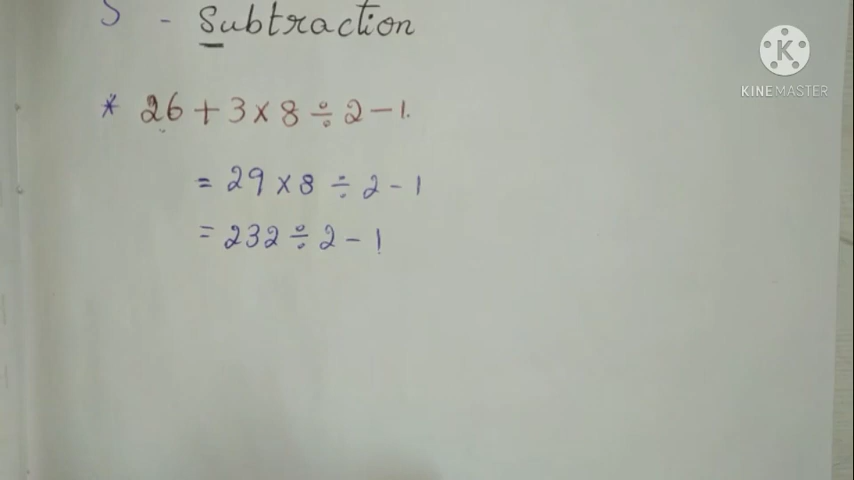 S - Subtraction
K
KINEMASTER
* 26 + 3 × 8 ÷ 2 - 1.
= 29 × 8 ÷ 2 - 1
= 232 ÷ 2 - 1